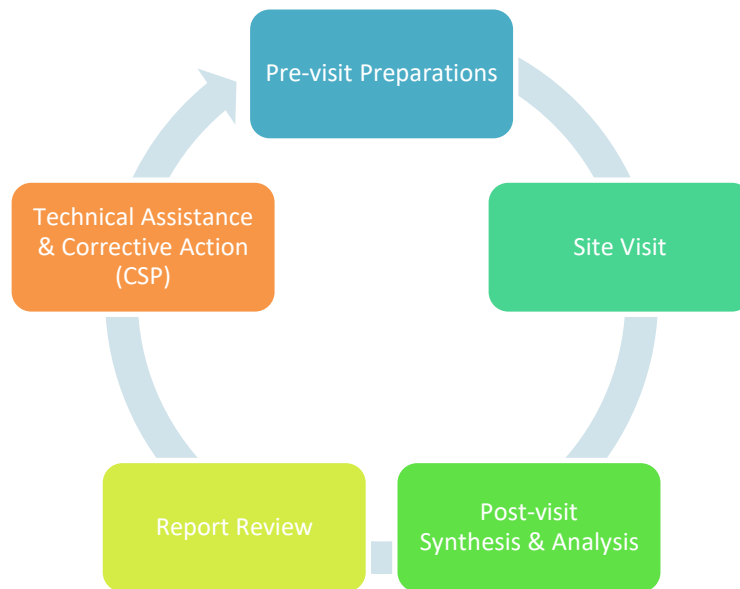 Pre-visit Preparations
Site Visit
Post-visit
Synthesis & Analysis
Report Review
Technical Assistance
& Corrective Action
(CSP)